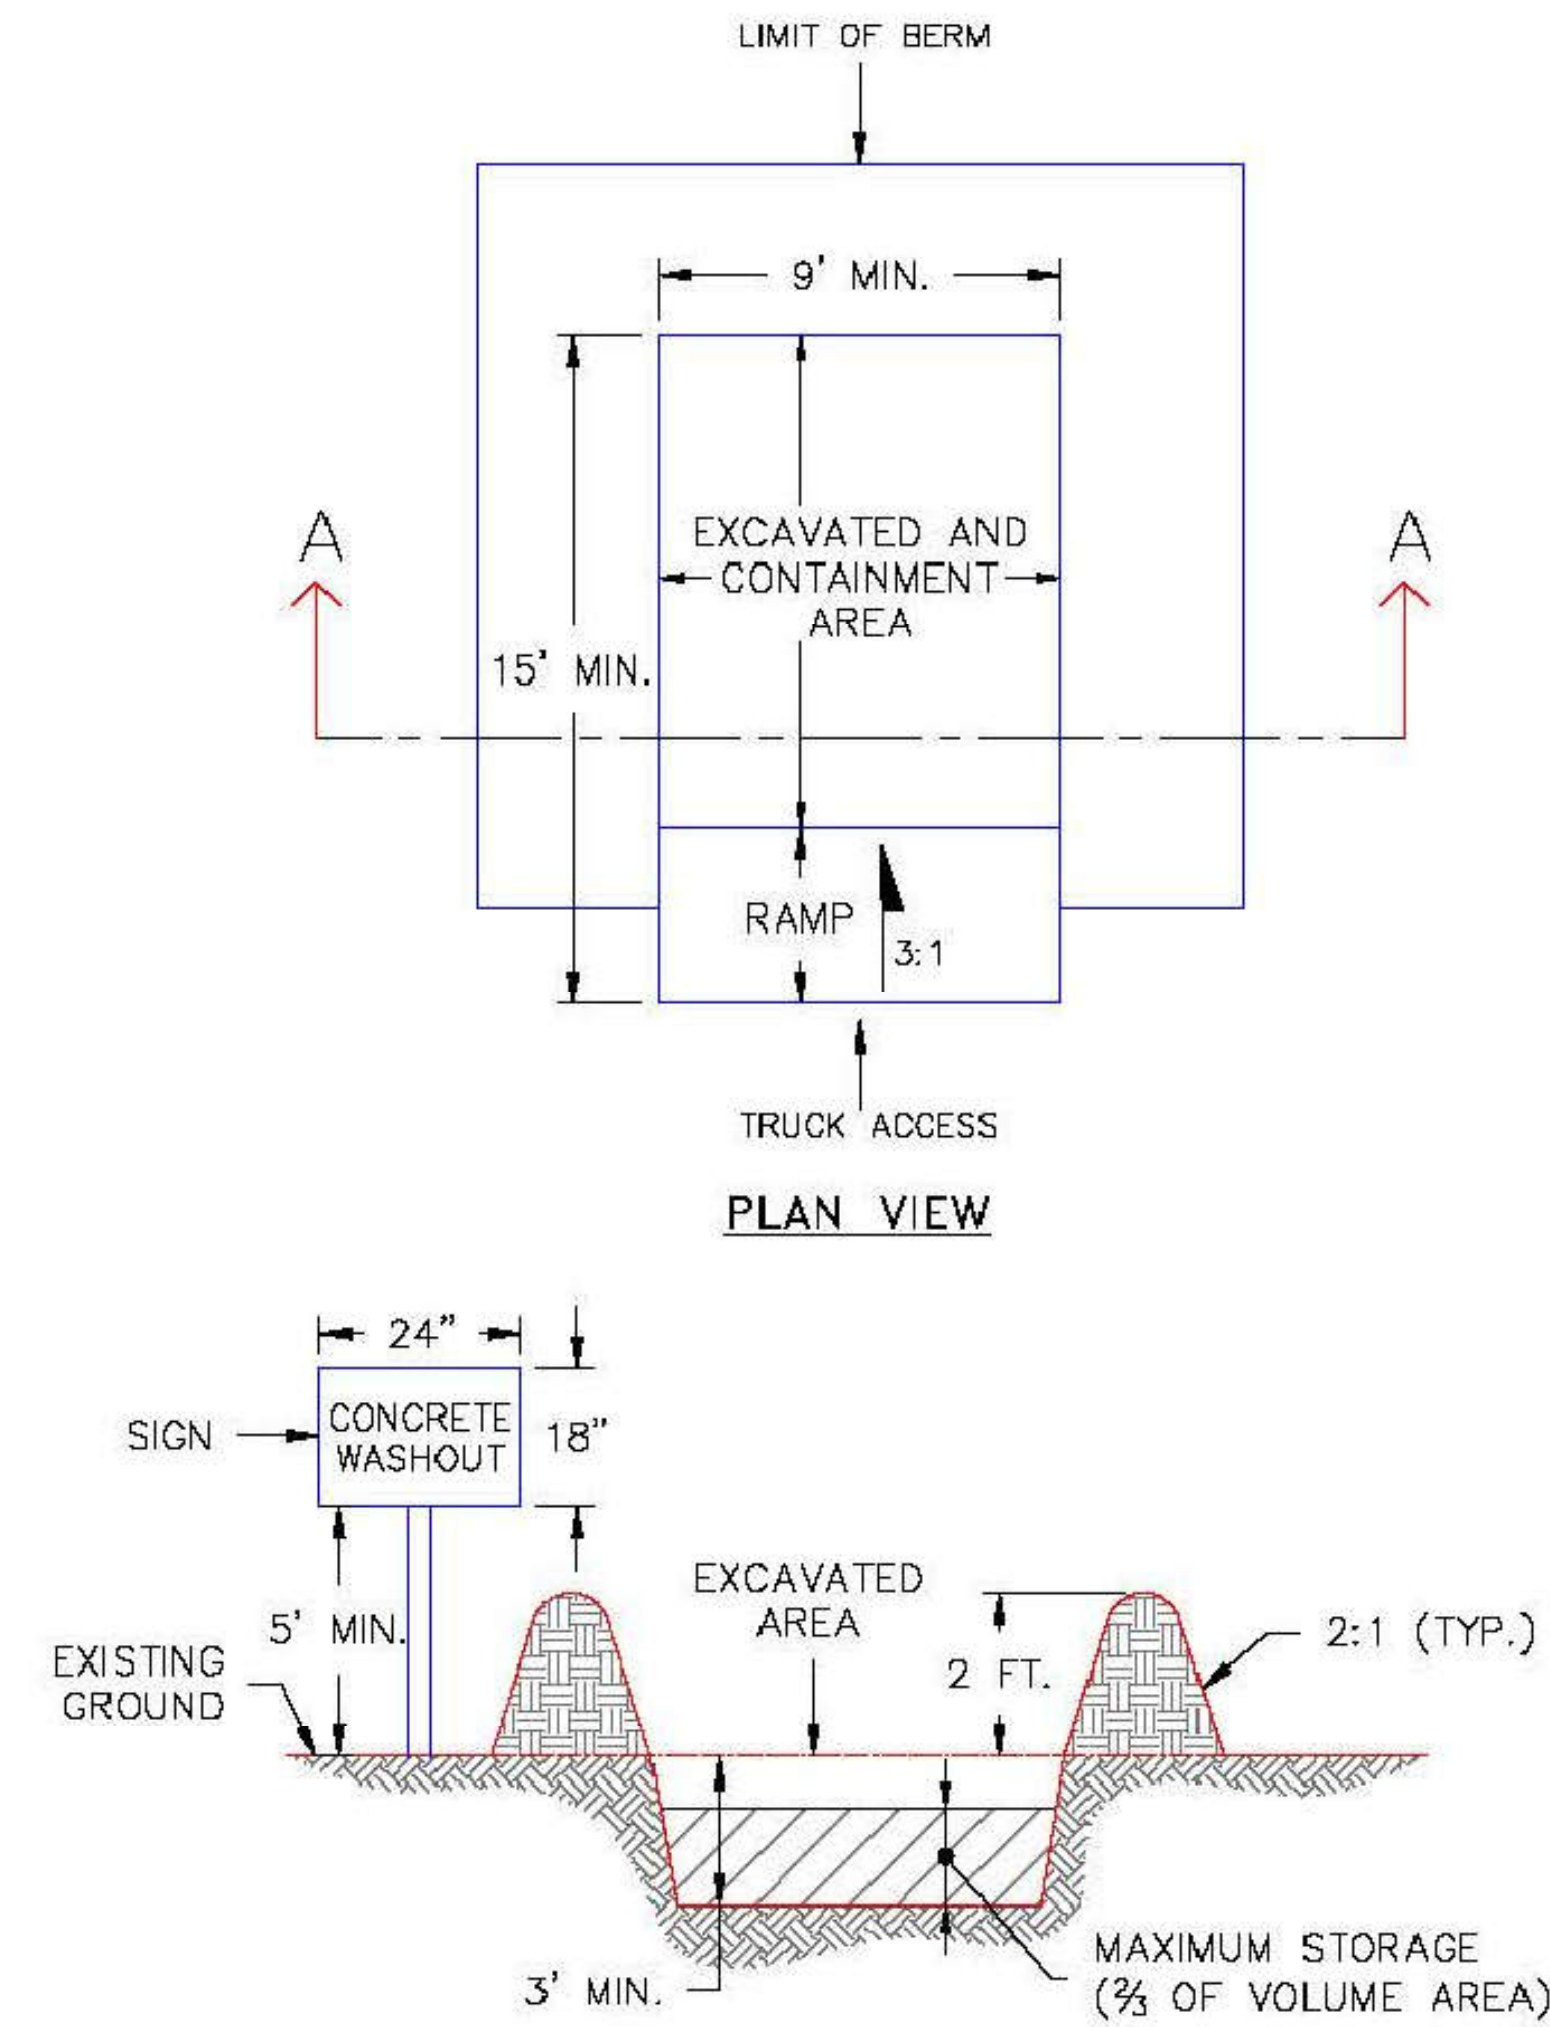 LIMIT OF BERM
9' MIN.
A
A
EXCAVATED AND
CONTAINMENT
AREA
15' MIN.
RAMP
3:1
TRUCK ACCESS
PLAN VIEW
24"
SIGN
CONCRETE
WASHOUT
18"
EXCAVATED
AREA
5' MIN.
2:1 (TYP.)
EXISTING
GROUND
2 FT.
MAXIMUM STORAGE
(⅔ OF VOLUME AREA)
3' MIN.